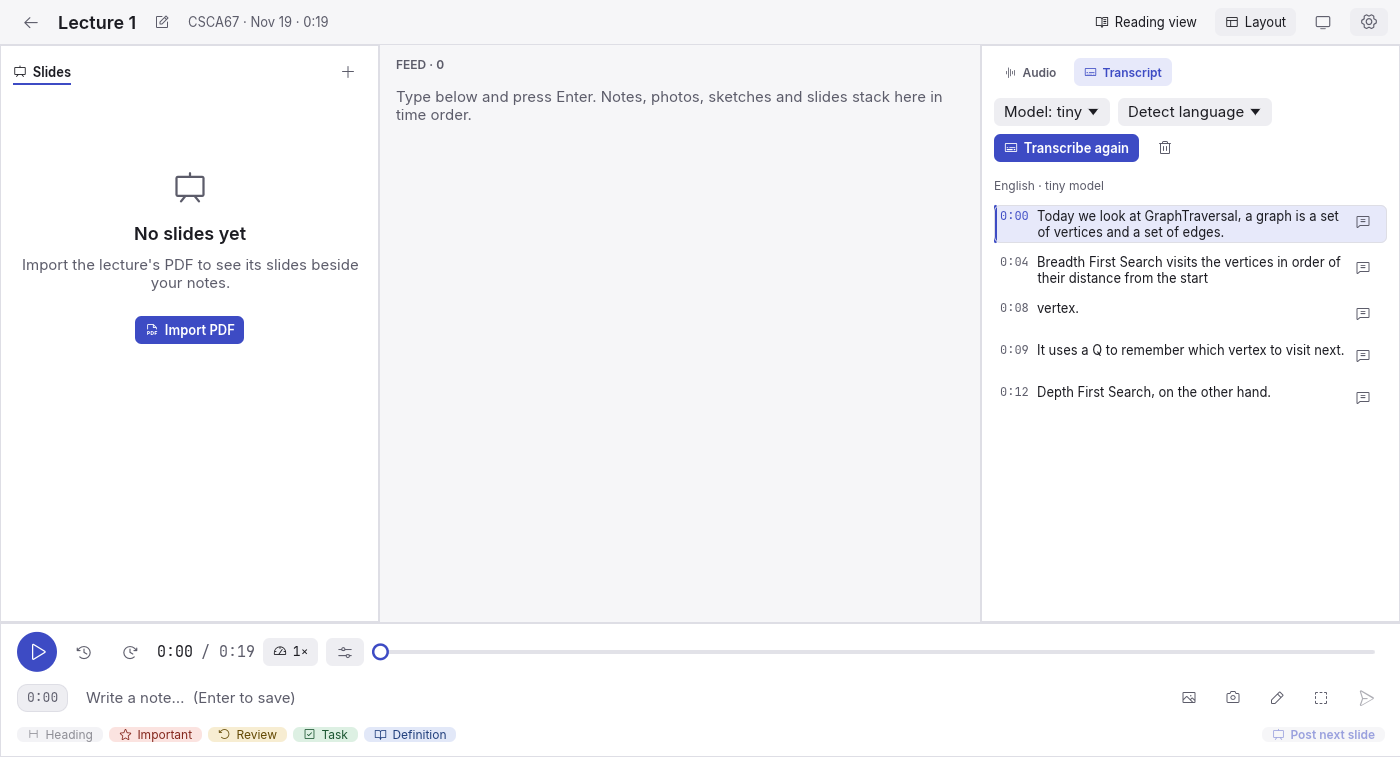 Lecture 1
CSCA67 · Nov 19 · 0:19
Reading view
Layout
Slides
No slides yet
Import the lecture's PDF to see its slides beside
your notes.
Import PDF
FEED · 0
Type below and press Enter. Notes, photos, sketches and slides stack here in
time order.
Audio
Transcript
Model: tiny
Detect language
Transcribe again
English · tiny model
0:00 Today we look at GraphTraversal, a graph is a set
of vertices and a set of edges.
0:04 Breadth First Search visits the vertices in order of
their distance from the start
0:08 vertex.
0:09 It uses a Q to remember which vertex to visit next.
0:12 Depth First Search, on the other hand.
0:00 / 0:19
1×
0:00
Write a note... (Enter to save)
Heading
Important
Review
Task
Definition
Post next slide